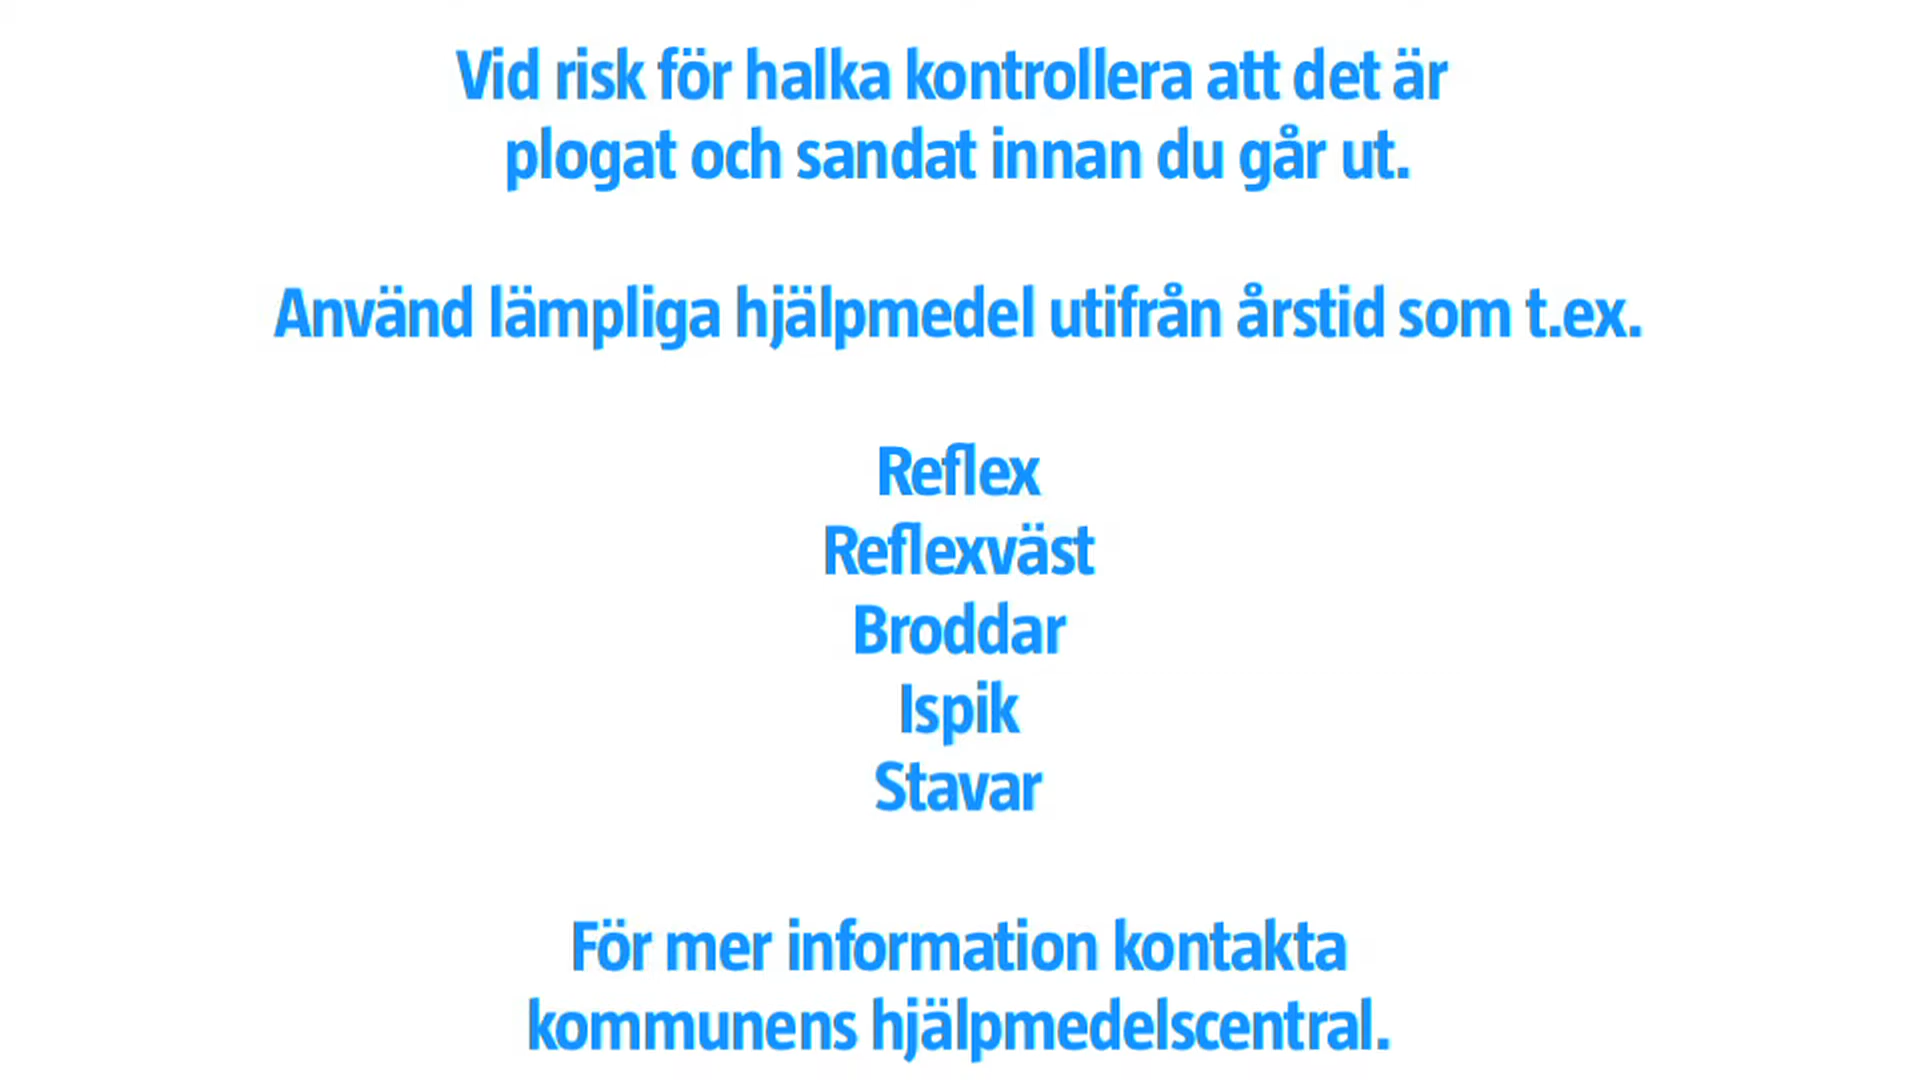 Vid risk för halka kontrollera att det är
plogat och sandat innan du går ut.
Använd lämpliga hjälpmedel utifrån årstid som t.ex.
Reflex
Reflexväst
Broddar
Ispik
Stavar
För mer information kontakta
kommunens hjälpmedelscentral.